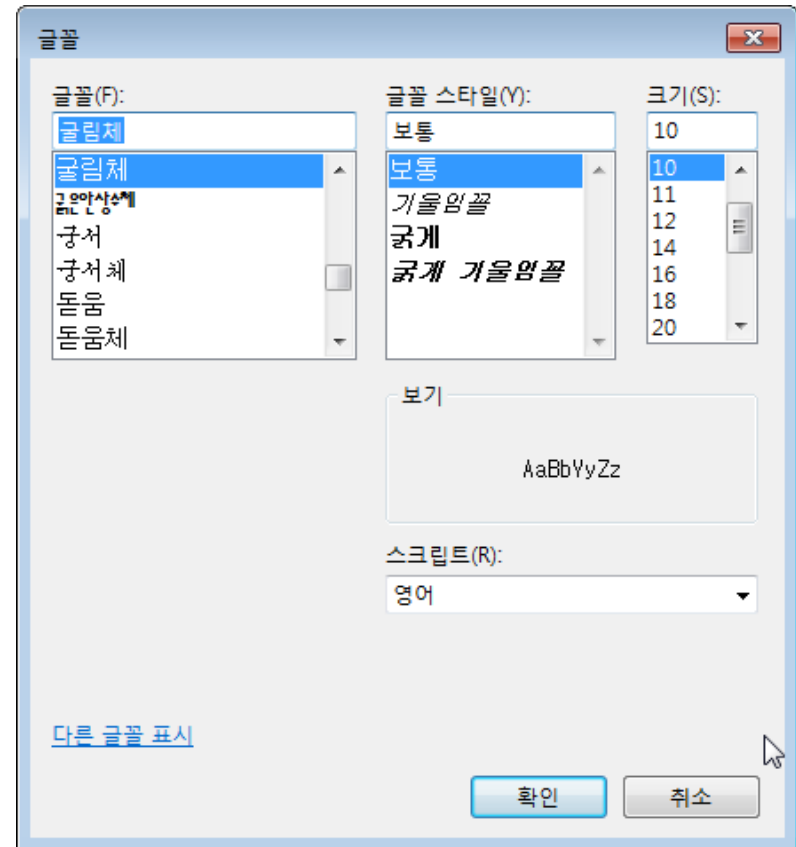 글꼴
글꼴(F):
굴림체
굴림체
굵은안상수체
궁서
궁서체
돋움
돋움체
글꼴 스타일(Y):
보통
보통
기울임꼴
굵게
굵게 기울임꼴
크기(S):
10
10
11
12
14
16
18
20
보기
AaBbYyZz
스크립트(R):
영어
다른 글꼴 표시
확인
취소